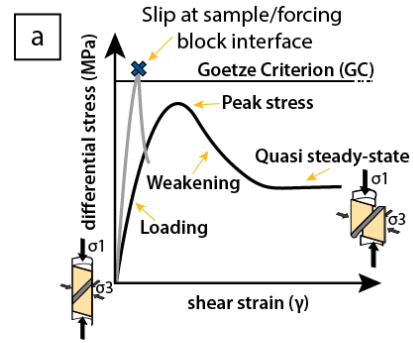 a
Slip at sample/forcing
block interface
Goetze Criterion (GC)
Peak stress
Quasi steady-state
Weakening
Loading
differential stress (MPa)
σ1
σ3
σ1
σ3
shear strain (γ)